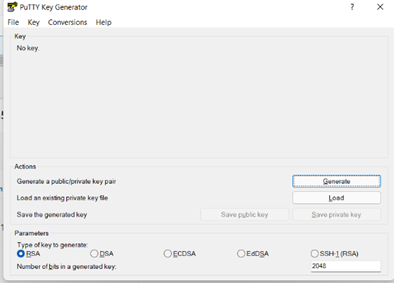 PuTTY Key Generator ? ×
File Key Conversions Help
Key
No key.
Actions
Generate a public/private key pair Generate
Load an existing private key file Load
Save the generated key Save public key Save private key
Parameters
Type of key to generate:
RSA DSA ECDSA EdDSA SSH-1 (RSA)
Number of bits in a generated key: 2048